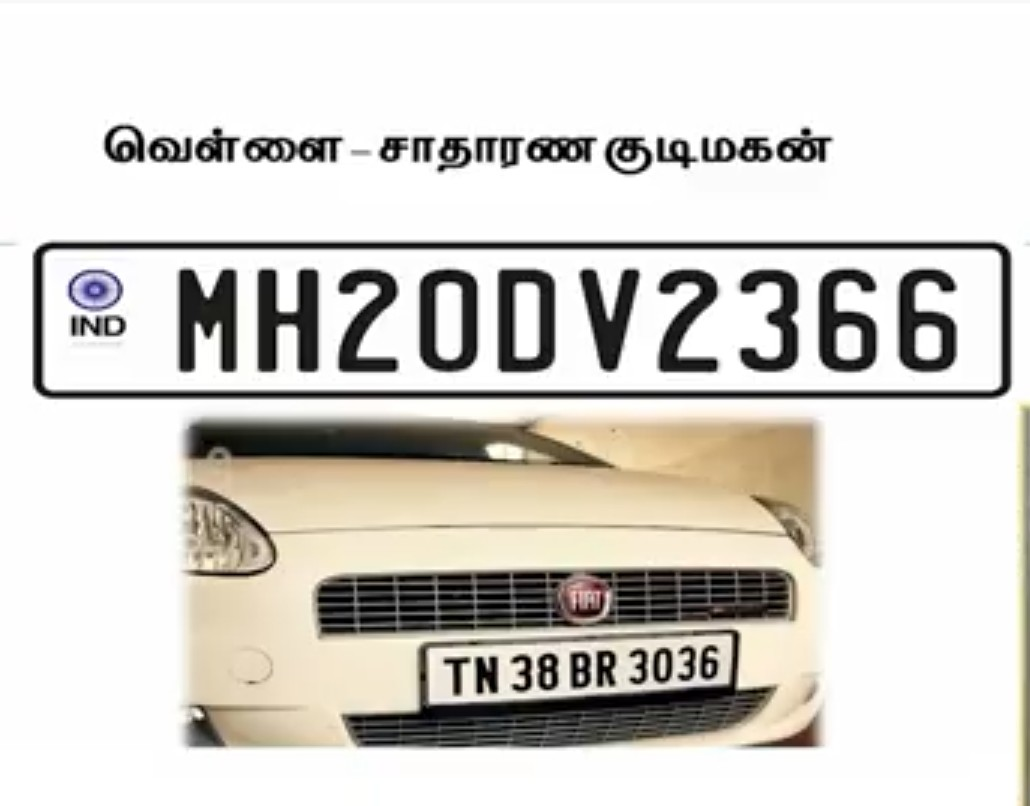 வெள்ளை – சாதாரண குடிமகன்
MH20DV2366
IND
FIAT
TN 38 BR 3036